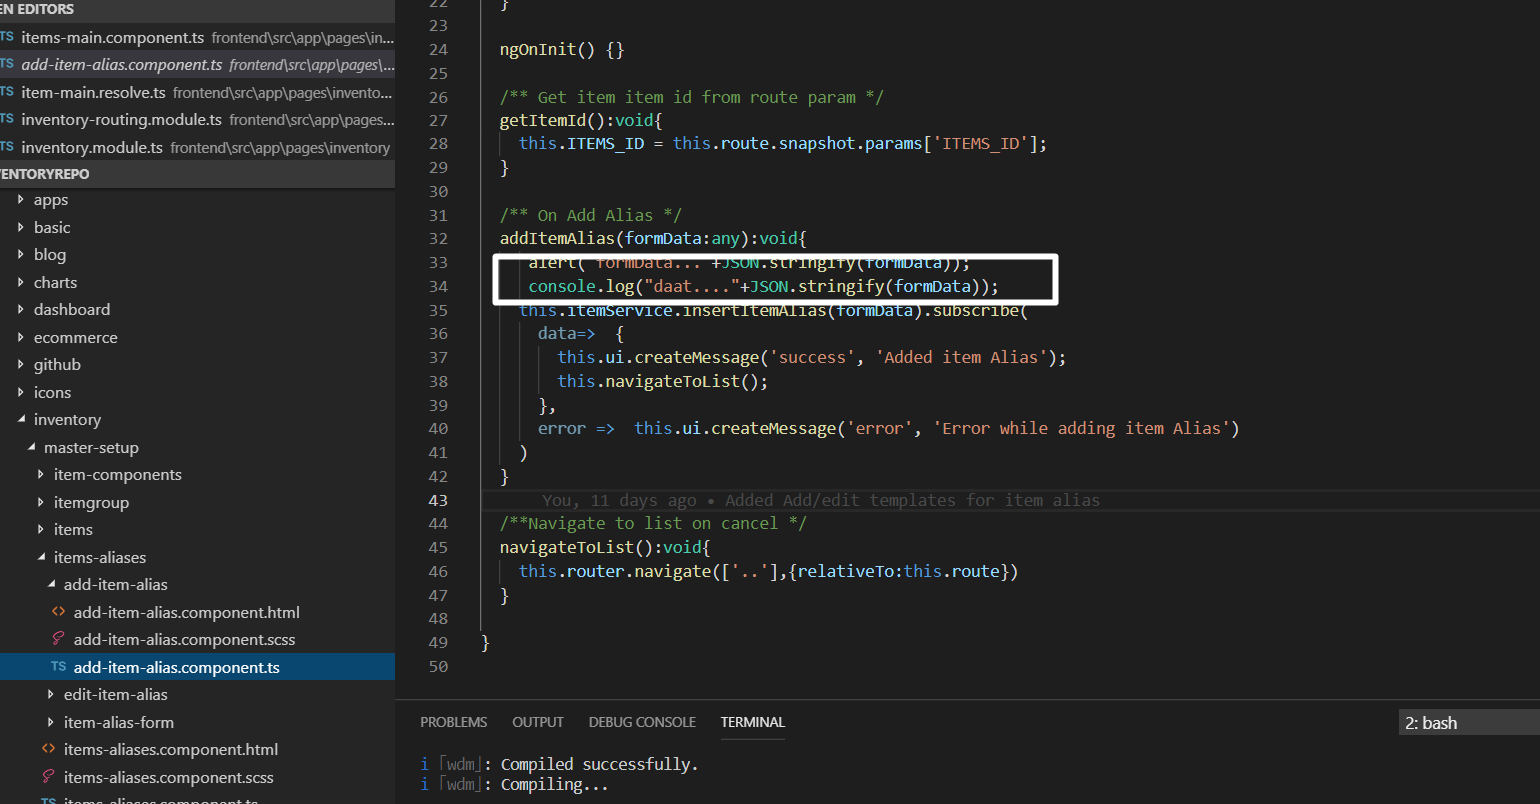 EN EDITORS
TS items-main.component.ts frontend\src\app\pages\in...
TS add-item-alias.component.ts frontend\src\app\pages\...
TS item-main.resolve.ts frontend\src\app\pages\invento...
TS inventory-routing.module.ts frontend\src\app\pages...
TS inventory.module.ts frontend\src\app\pages\inventory
VENTORYREPO
apps
basic
blog
charts
dashboard
ecommerce
github
icons
inventory
master-setup
item-components
itemgroup
items
items-aliases
add-item-alias
<> add-item-alias.component.html
add-item-alias.component.scss
TS add-item-alias.component.ts
edit-item-alias
item-alias-form
<> items-aliases.component.html
items-aliases.component.scss
TS items-aliases.component.ts
22 }
23
24 ngOnInit() {}
25
26 /** Get item item id from route param */
27 getItemId():void{
28 this.ITEMS_ID = this.route.snapshot.params['ITEMS_ID'];
29 }
30
31 /** On Add Alias */
32 addItemAlias(formData:any):void{
33 alert( formData... +JSON.stringify(formData));
34 console.log("daat...."+JSON.stringify(formData));
35 this.itemService.insertItemAlias(formData).subscribe(
36 data=> {
37 this.ui.createMessage('success', 'Added item Alias');
38 this.navigateToList();
39 },
40 error => this.ui.createMessage('error', 'Error while adding item Alias')
41 )
42 }
43 You, 11 days ago • Added Add/edit templates for item alias
44 /**Navigate to list on cancel */
45 navigateToList():void{
46 this.router.navigate(['..'],{relativeTo:this.route})
47 }
48
49 }
50
PROBLEMS OUTPUT DEBUG CONSOLE TERMINAL 2: bash
i ｢wdm｣: Compiled successfully.
i ｢wdm｣: Compiling...